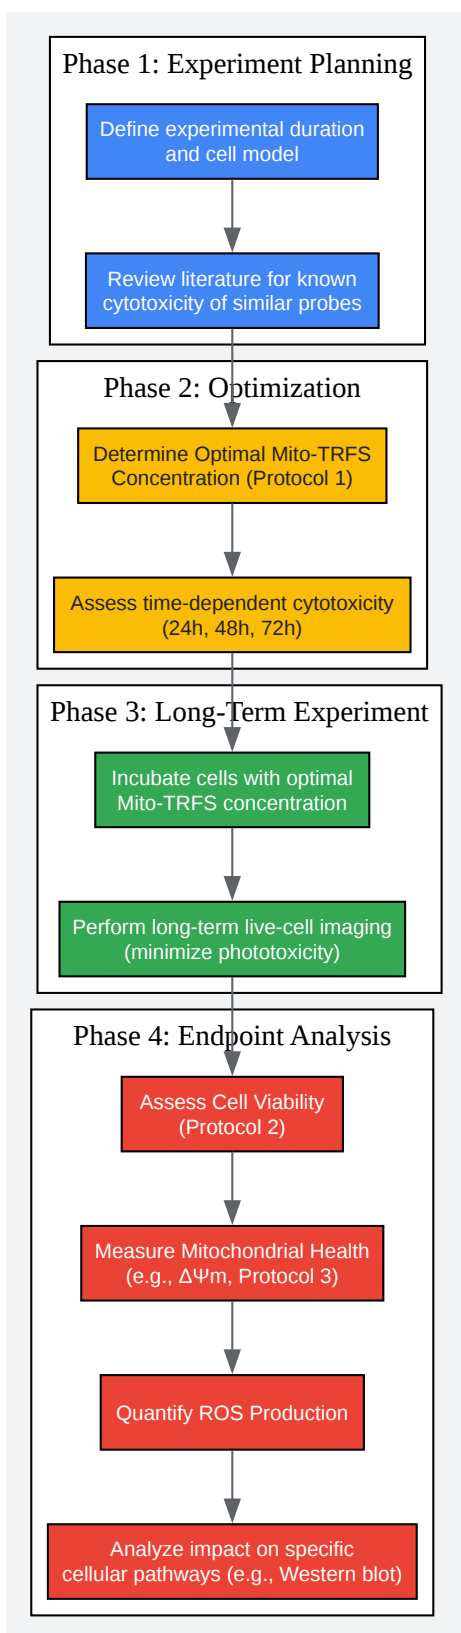 Phase 1: Experiment Planning
Define experimental duration
and cell model
Review literature for known
cytotoxicity of similar probes
Phase 2: Optimization
Determine Optimal Mito-TRFS
Concentration (Protocol 1)
Assess time-dependent cytotoxicity
(24h, 48h, 72h)
Phase 3: Long-Term Experiment
Incubate cells with optimal
Mito-TRFS concentration
Perform long-term live-cell imaging
(minimize phototoxicity)
Phase 4: Endpoint Analysis
Assess Cell Viability
(Protocol 2)
Measure Mitochondrial Health
(e.g., ΔΨm, Protocol 3)
Quantify ROS Production
Analyze impact on specific
cellular pathways (e.g., Western blot)